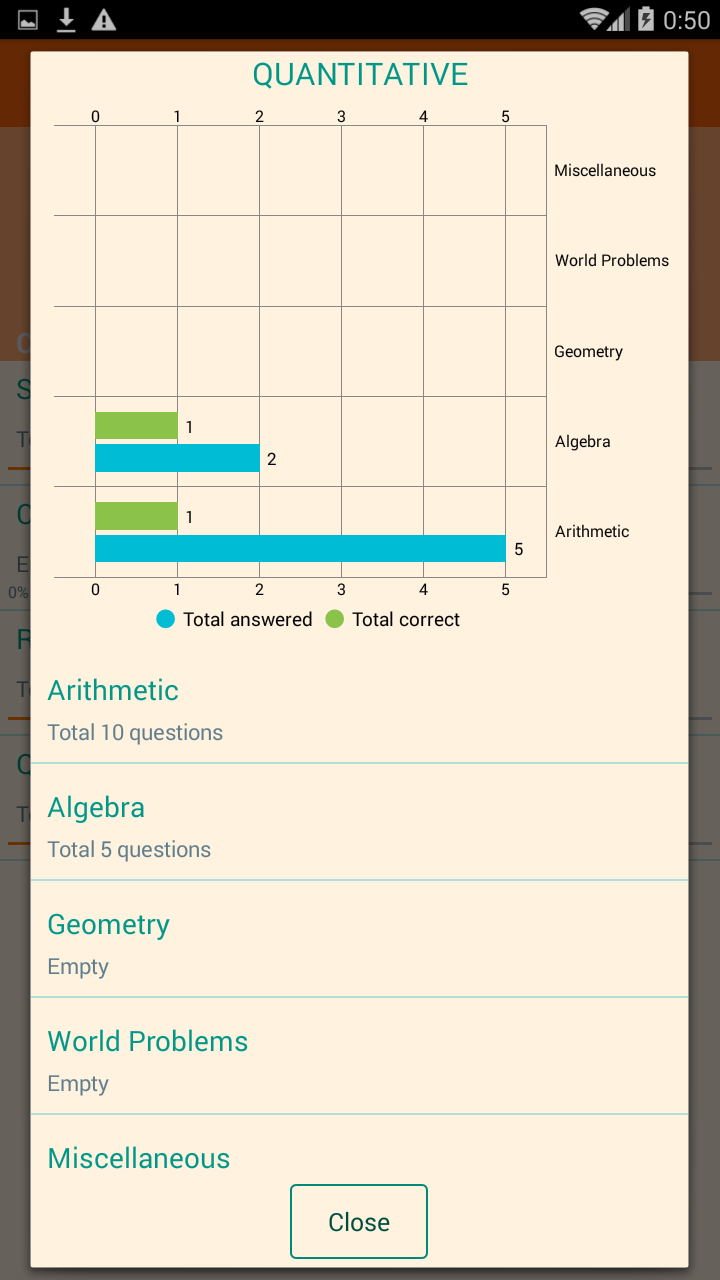 0:50
QUANTITATIVE
0 1 2 3 4 5
Miscellaneous
World Problems
Geometry
1
Algebra
2
1
Arithmetic
5
0 1 2 3 4 5
Total answered Total correct
0%
Arithmetic
Total 10 questions
Algebra
Total 5 questions
Geometry
Empty
World Problems
Empty
Miscellaneous
Close